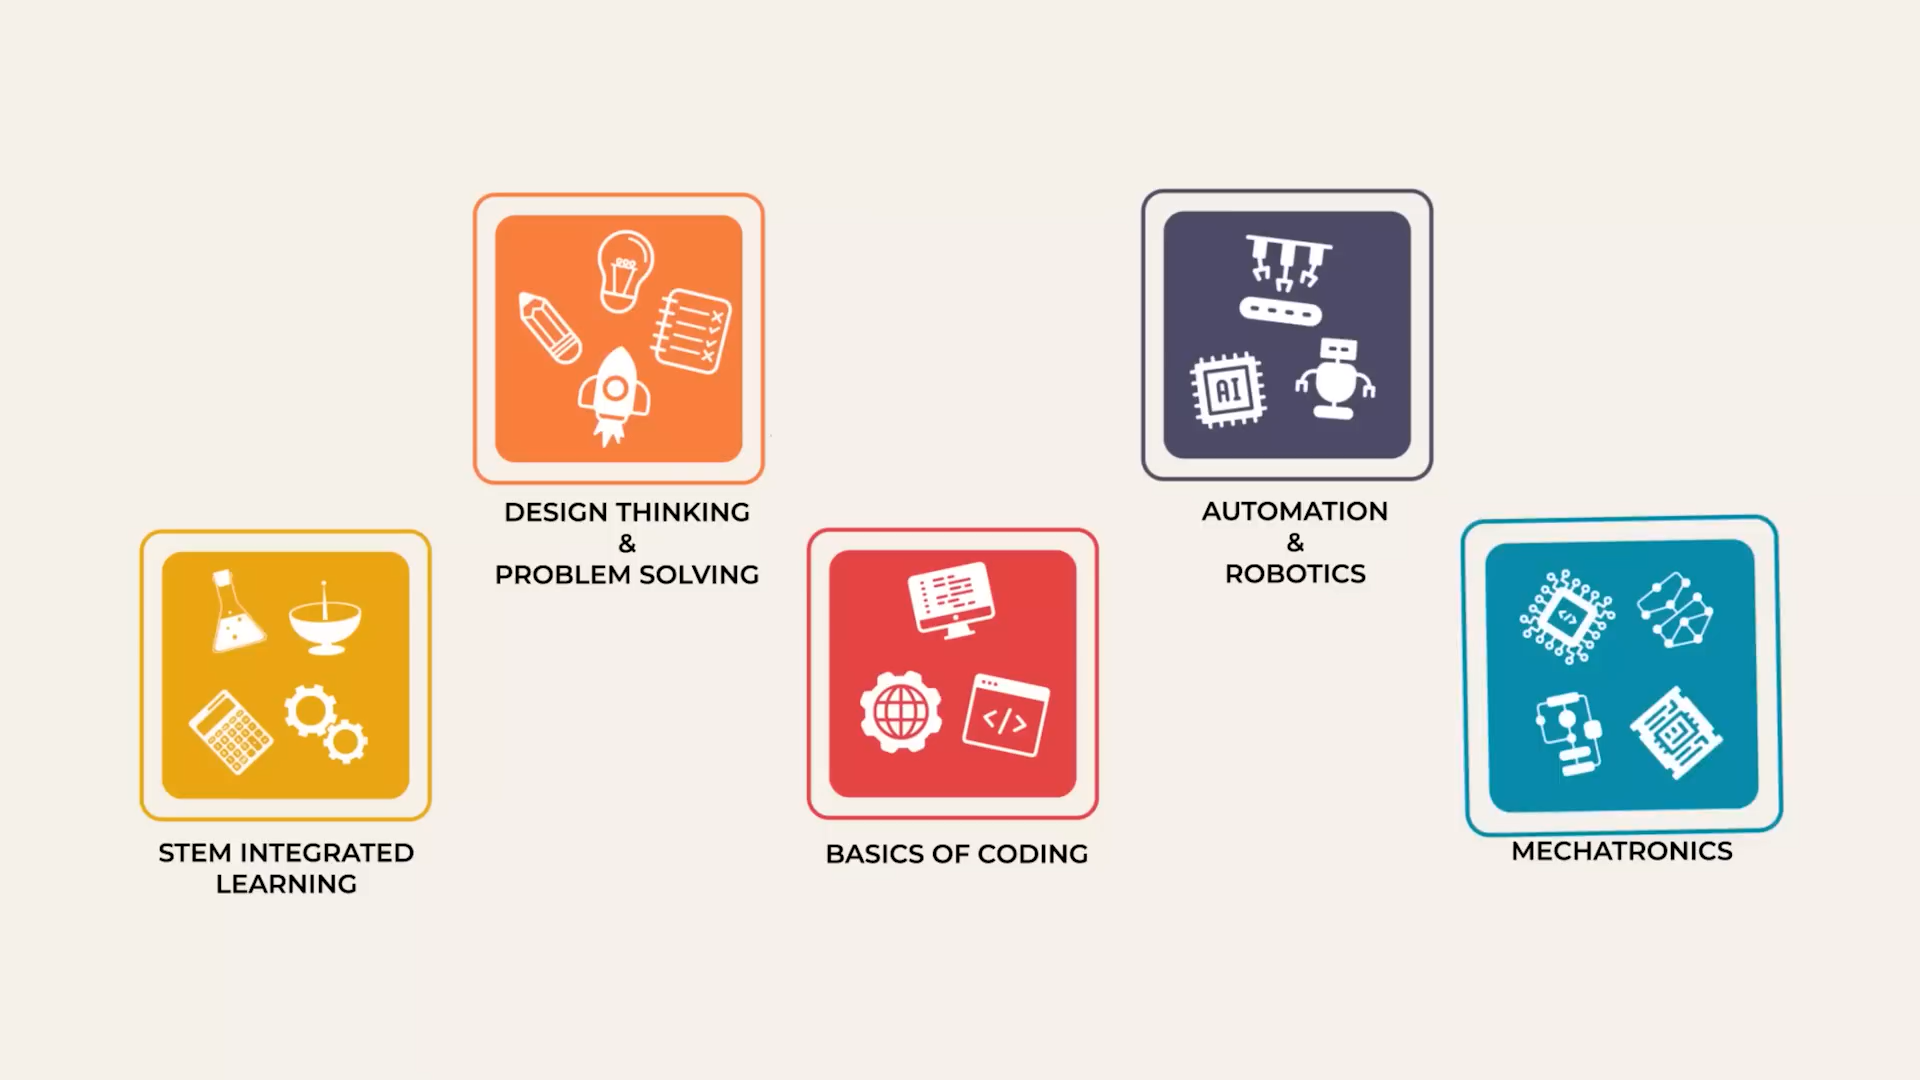 DESIGN THINKING
&
PROBLEM SOLVING
AUTOMATION
&
ROBOTICS
AI
</>
</>
STEM INTEGRATED
LEARNING
BASICS OF CODING
MECHATRONICS